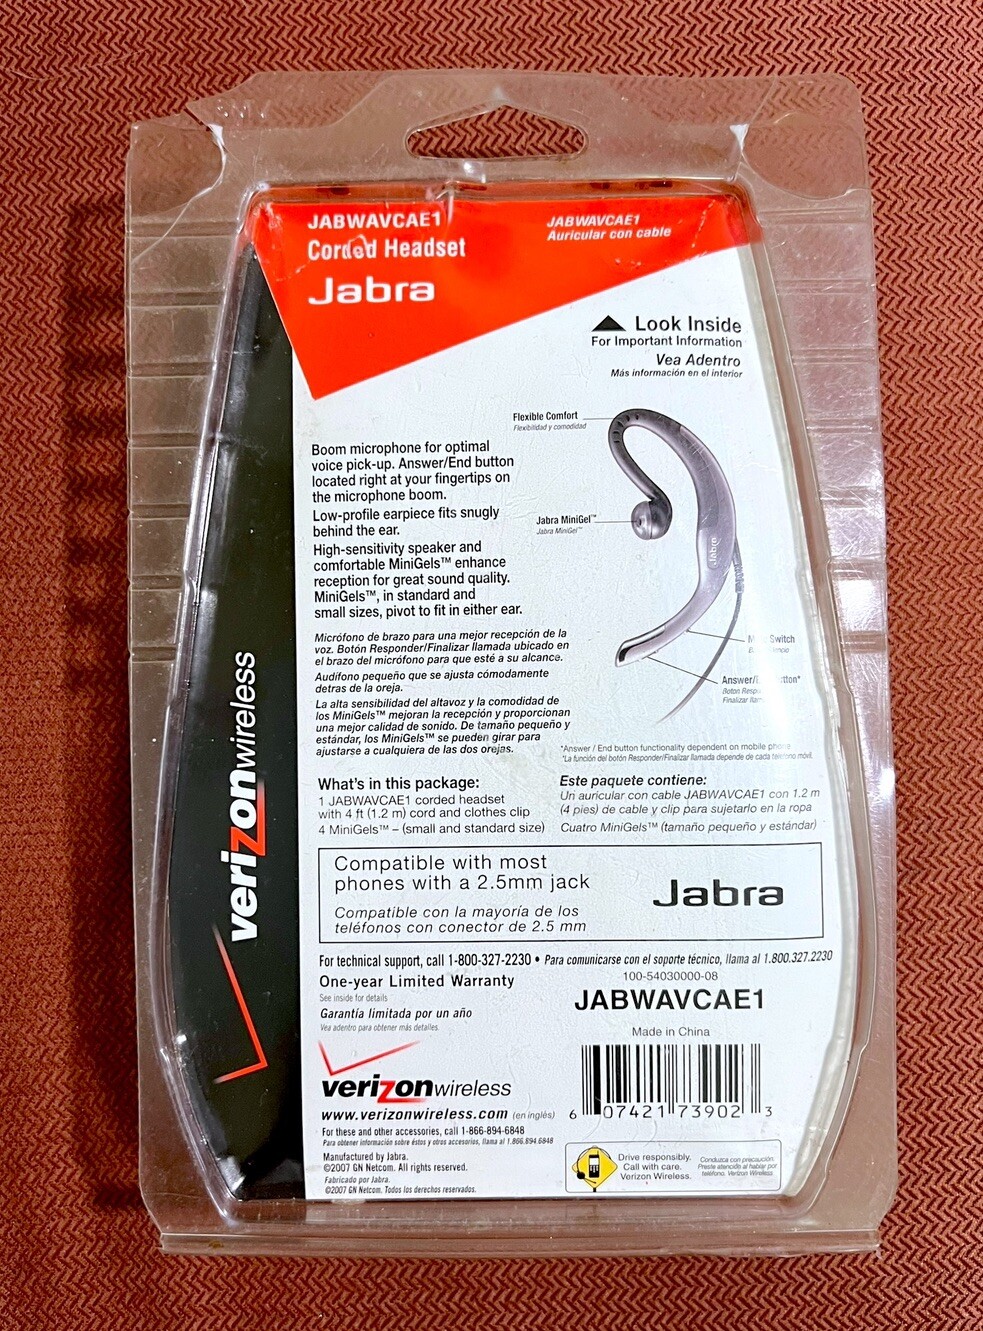 JABWAVCAE1
Corded Headset
Jabra
JABWAVCAE1
Auricular con cable
Look Inside
For Important Information
Vea Adentro
Más información en el interior
Flexible Comfort
Flexibilidad y comodidad
Jabra MiniGel™
Jabra MiniGel™
Jabra
Switch
Answer/
Boton
Finalizar
Boom microphone for optimal
voice pick-up. Answer/End button
located right at your fingertips on
the microphone boom.
Low-profile earpiece fits snugly
behind the ear.
High-sensitivity speaker and
comfortable MiniGels™ enhance
reception for great sound quality.
MiniGels™, in standard and
small sizes, pivot to fit in either ear.
Micrófono de brazo para una mejor recepción de la
voz. Botón Responder/Finalizar llamada ubicado en
el brazo del micrófono para que esté a su alcance.
Audífono pequeño que se ajusta cómodamente
detras de la oreja.
La alta sensibilidad del altavoz y la comodidad de
los MiniGels™ mejoran la recepción y proporcionan
una mejor calidad de sonido. De tamaño pequeño y
estándar, los MiniGels™ se pueden girar para
ajustarse a cualquiera de las dos orejas.
*Answer / End button functionality dependent on mobile phone
*La función del botón Responder/Finalizar llamada depende de cada teléfono móvil.
What's in this package:
1 JABWAVCAE1 corded headset
with 4 ft (1.2 m) cord and clothes clip
4 MiniGels™ – (small and standard size)
Este paquete contiene:
Un auricular con cable JABWAVCAE1 con 1.2 m
(4 pies) de cable y clip para sujetarlo en la ropa
Cuatro MiniGels™ (tamaño pequeño y estándar)
Compatible with most
phones with a 2.5mm jack
Compatible con la mayoría de los
teléfonos con conector de 2.5 mm
Jabra
For technical support, call 1-800-327-2230 • Para comunicarse con el soporte técnico, llama al 1.800.327.2230
One-year Limited Warranty
See inside for details
Garantía limitada por un año
Vea adentro para obtener más detalles.
100-54030000-08
JABWAVCAE1
Made in China
verizonwireless
www.verizonwireless.com (en inglés)
For these and other accessories, call 1-866-894-6848
Para obtener información sobre éstos y otros accesorios, llama al 1.866.894.6848
Manufactured by Jabra.
©2007 GN Netcom. All rights reserved.
Fabricado por Jabra.
©2007 GN Netcom. Todos los derechos reservados.
6 07421 73902 3
Drive responsibly.
Call with care.
Verizon Wireless.
Conduzca con precaución.
Preste atención al hablar por
teléfono. Verizon Wireless
verizonwireless